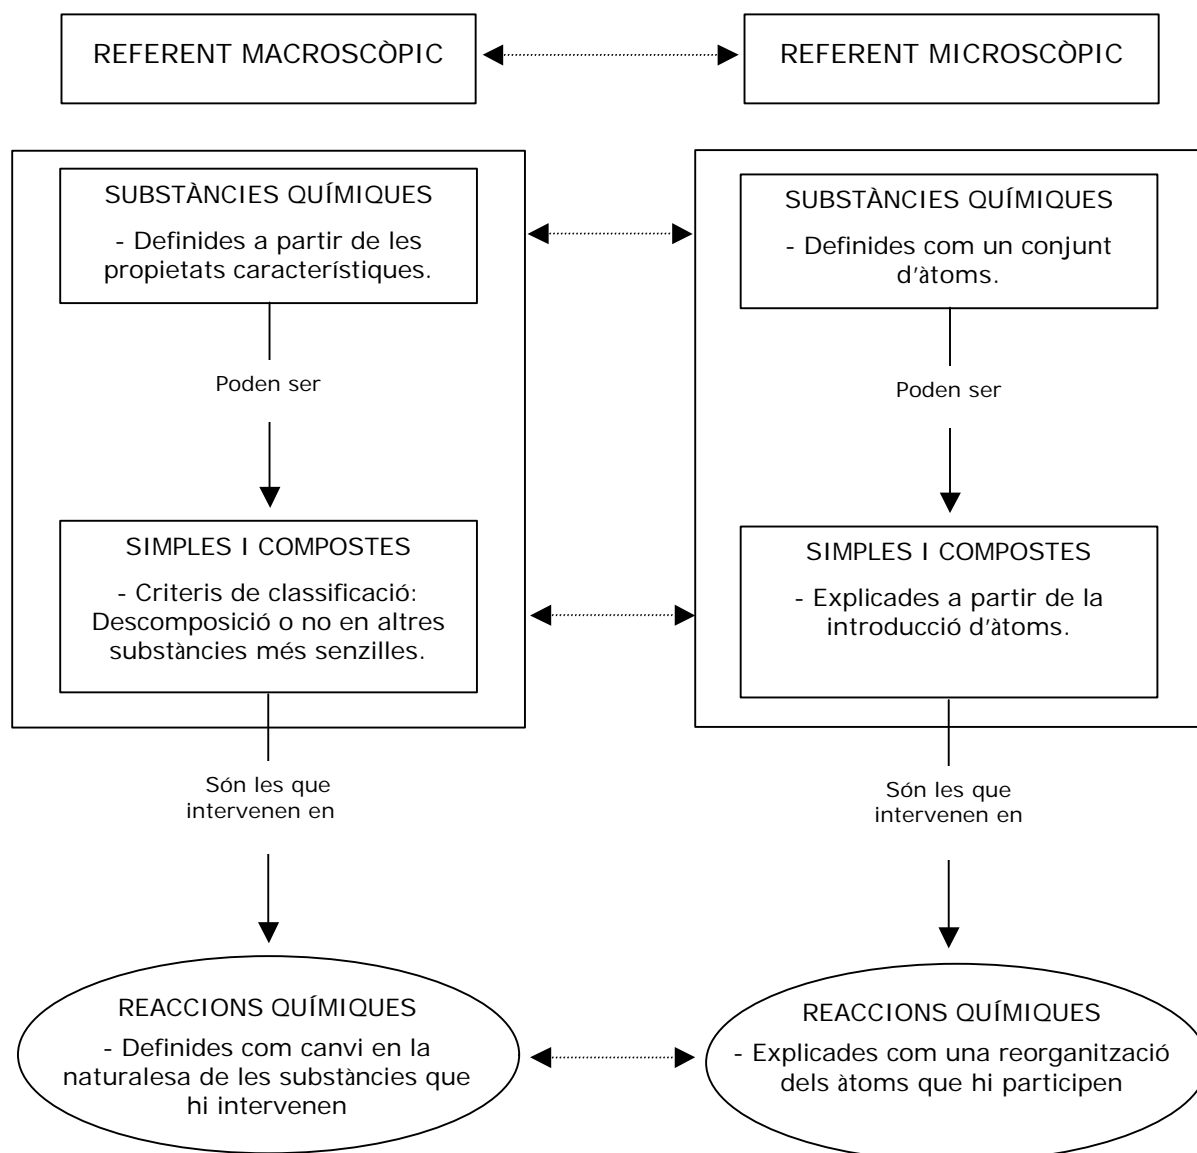 REFERENT MACROSCÒPIC
REFERENT MICROSCÒPIC
SUBSTÀNCIES QUÍMIQUES
- Definides a partir de les
propietats característiques.
Poden ser
SIMPLES I COMPOSTES
- Criteris de classificació:
Descomposició o no en altres
substàncies més senzilles.
Són les que
intervenen en
REACCIONS QUÍMIQUES
- Definides com canvi en la
naturalesa de les substàncies que
hi intervenen
SUBSTÀNCIES QUÍMIQUES
- Definides com un conjunt
d'àtoms.
Poden ser
SIMPLES I COMPOSTES
- Explicades a partir de la
introducció d'àtoms.
Són les que
intervenen en
REACCIONS QUÍMIQUES
- Explicades com una reorganització
dels àtoms que hi participen